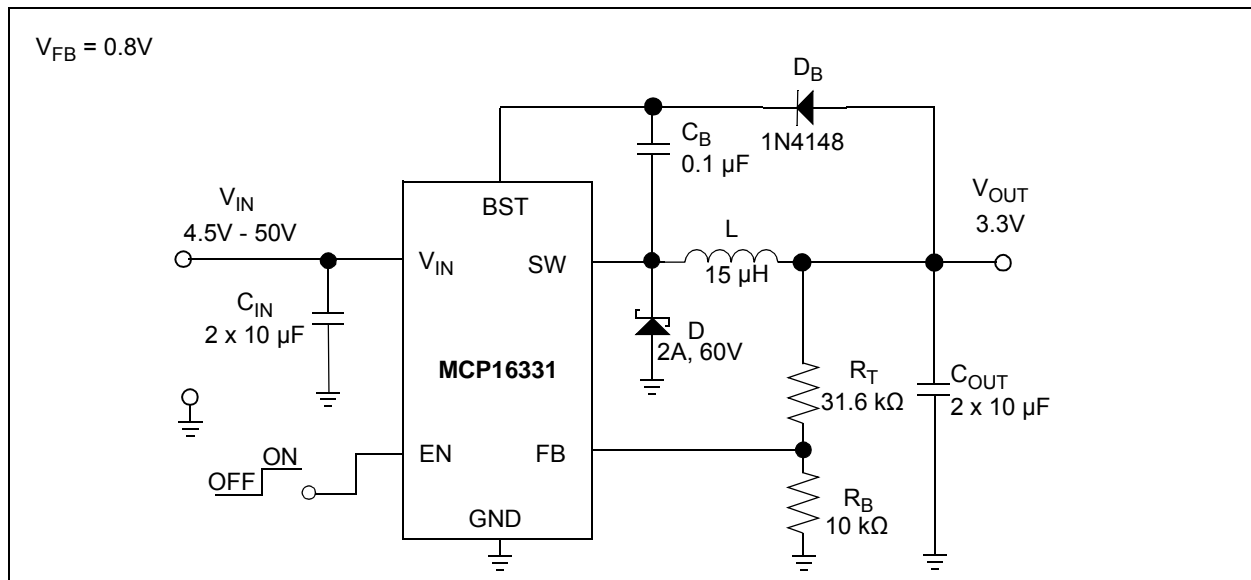 V_FB = 0.8V
D_B
1N4148
C_B
0.1 µF
V_IN
4.5V - 50V
BST
V_OUT
3.3V
L
15 µH
V_IN
SW
C_IN
2 x 10 µF
D
2A, 60V
MCP16331
R_T
31.6 kΩ
C_OUT
2 x 10 µF
ON
OFF
EN
FB
R_B
10 kΩ
GND